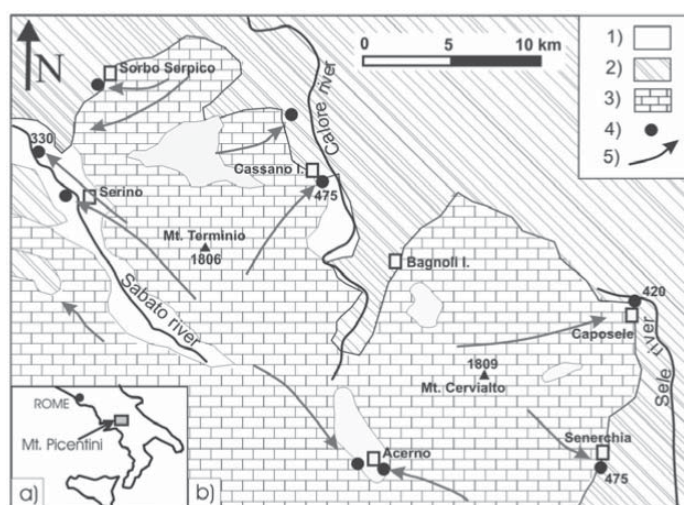 N
0 5 10 km
1)
2)
3)
4)
5)
Sorbo Serpico
Calore river
330
Cassano I.
475
Serino
Mt. Terminio
1806
Sabato river
Bagnoli I.
420
Caposele
Sele river
1809
Mt. Cervialto
Senerchia
475
Acerno
ROME
Mt. Picentini
a)
b)